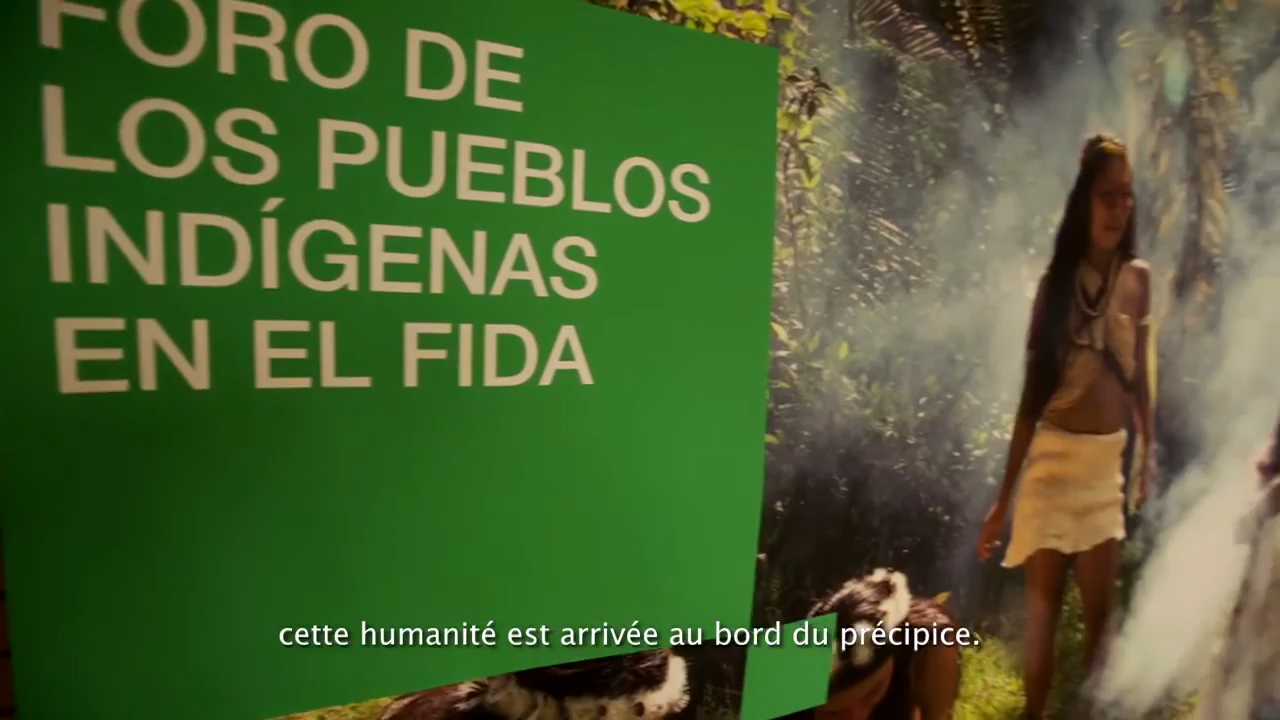 FORO DE
LOS PUEBLOS
INDÍGENAS
EN EL FIDA
cette humanité est arrivée au bord du précipice.